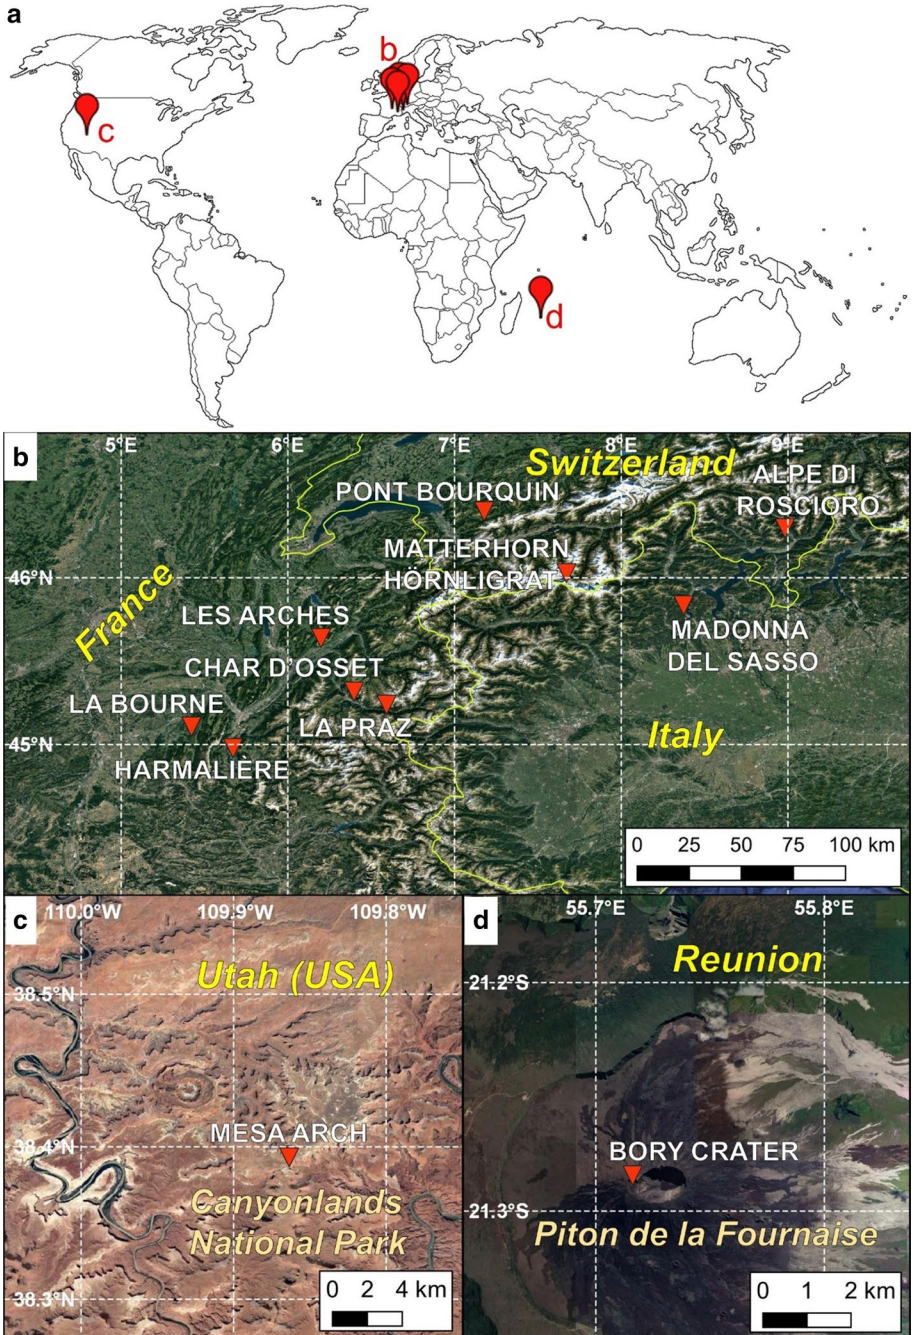 a
b
c
d
b
5°E
6°E
7°E
8°E
9°E
Switzerland
ALPE DI
ROSCIORO
PONT BOURQUIN
MATTERHORN
HÖRNLIGRAT
46°N
France
LES ARCHES
MADONNA
DEL SASSO
CHAR D'OSSET
LA BOURNE
LA PRAZ
Italy
45°N
HARMALIÈRE
0 25 50 75 100 km
c
110.0°W
109.9°W
109.8°W
Utah (USA)
38.5°N
MESA ARCH
38.4°N
Canyonlands
National Park
0 2 4 km
38.3°N
d
55.7°E
55.8°E
Reunion
21.2°S
BORY CRATER
21.3°S
Piton de la Fournaise
0 1 2 km